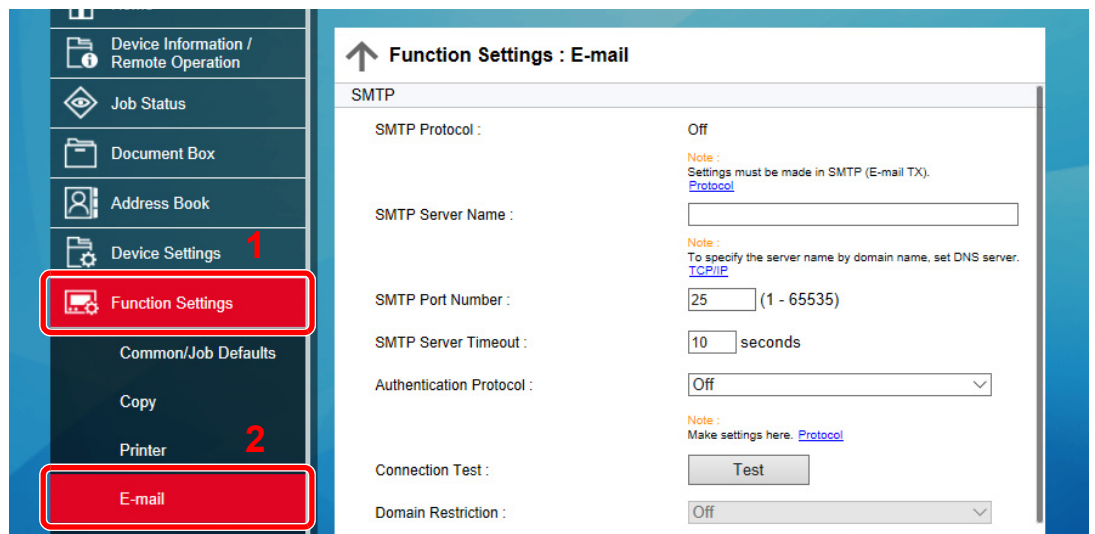 Device Information /
Remote Operation
Job Status
Document Box
Address Book
1
Device Settings
Function Settings
Common/Job Defaults
Copy
2
Printer
E-mail
Function Settings : E-mail
SMTP
SMTP Protocol :
Off
Note :
Settings must be made in SMTP (E-mail TX).
Protocol
SMTP Server Name :
Note :
To specify the server name by domain name, set DNS server.
TCP/IP
SMTP Port Number :
25 (1 - 65535)
SMTP Server Timeout :
10 seconds
Authentication Protocol :
Off
Note :
Make settings here. Protocol
Connection Test :
Test
Domain Restriction :
Off